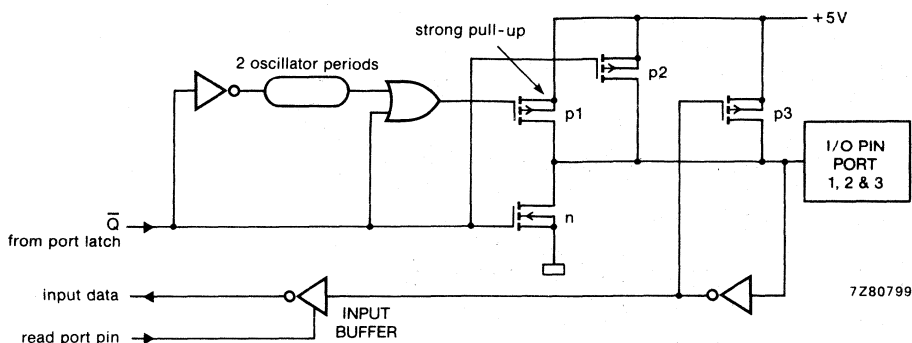 +5V
strong pull-up
2 oscillator periods
p2
p1
p3
I/O PIN
PORT
1, 2 & 3
Q̅
n
from port latch
input data
7Z80799
INPUT
BUFFER
read port pin